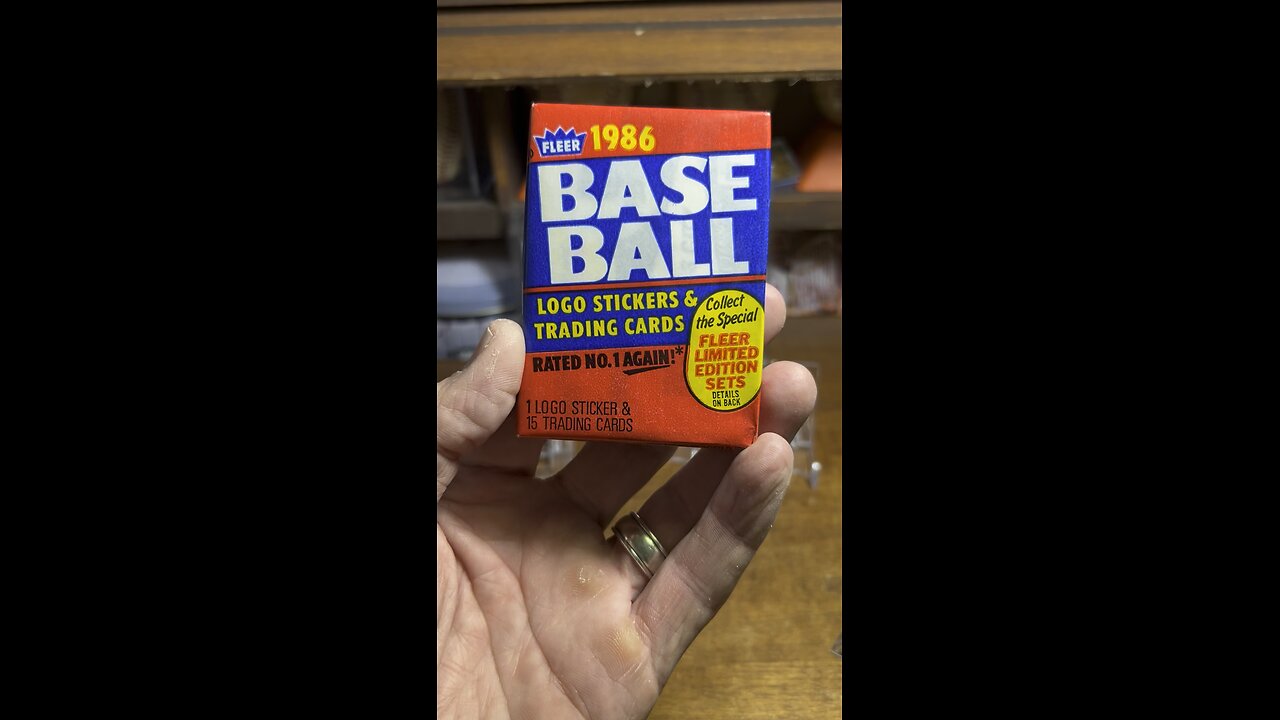 FLEER 1986
BASE
BALL
LOGO STICKERS &
TRADING CARDS
RATED NO. 1 AGAIN!*
Collect
the Special
FLEER
LIMITED
EDITION
SETS
DETAILS
ON BACK
1 LOGO STICKER &
15 TRADING CARDS